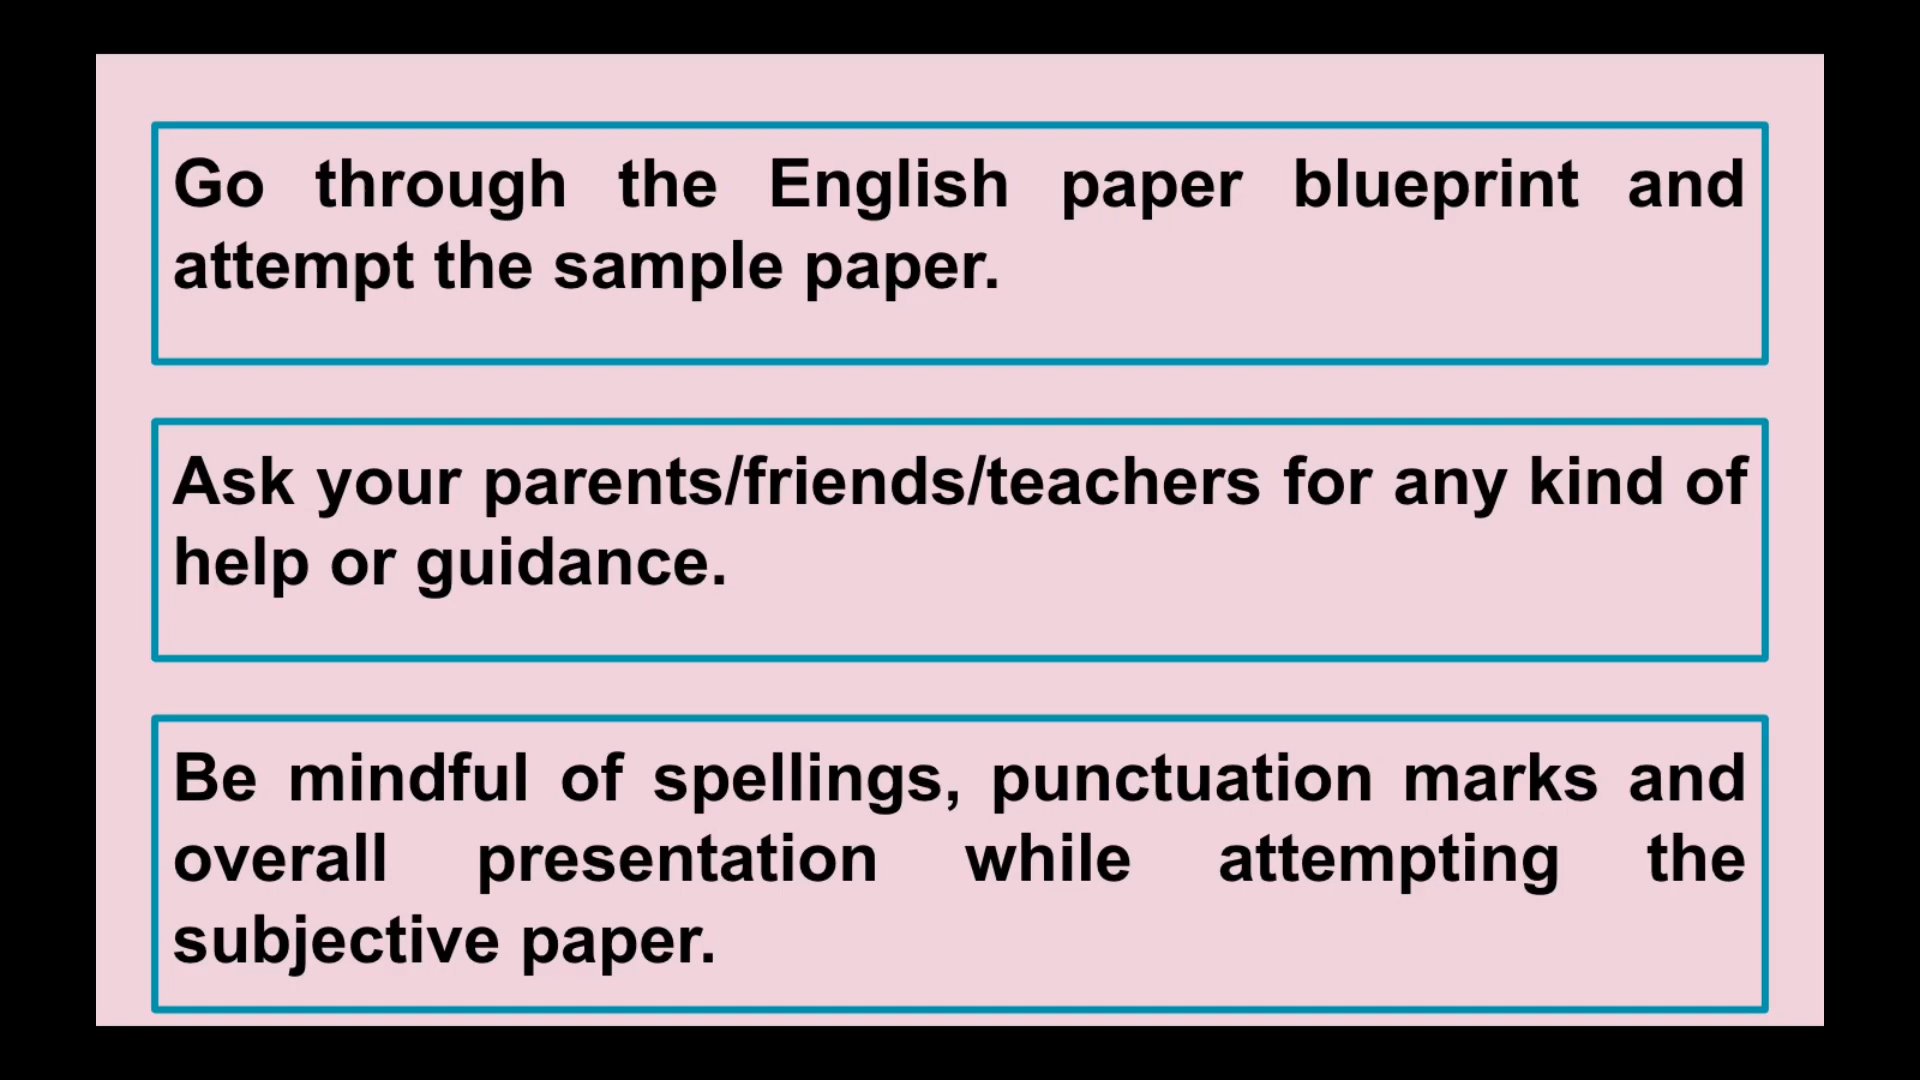 Go through the English paper blueprint and
attempt the sample paper.
Ask your parents/friends/teachers for any kind of
help or guidance.
Be mindful of spellings, punctuation marks and
overall presentation while attempting the
subjective paper.